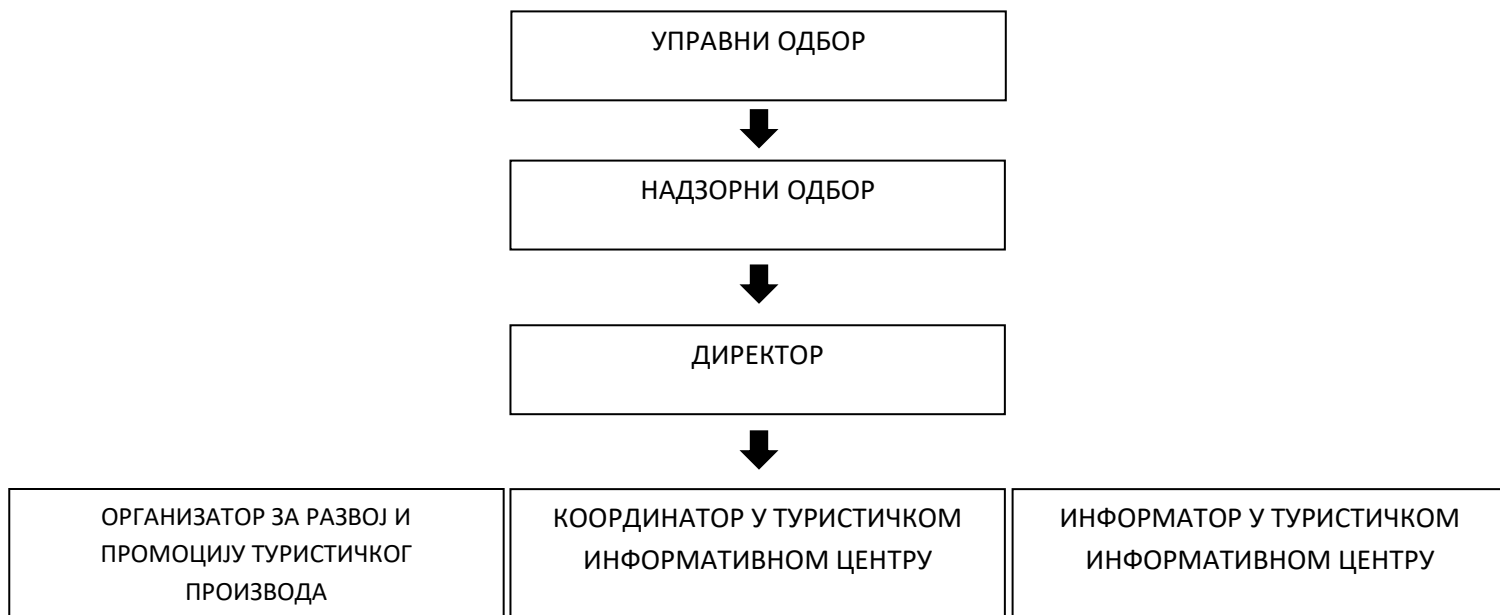 УПРАВНИ ОДБОР
НАДЗОРНИ ОДБОР
ДИРЕКТОР
ОРГАНИЗАТОР ЗА РАЗВОЈ И
ПРОМОЦИЈУ ТУРИСТИЧКОГ
ПРОИЗВОДА
КООРДИНАТОР У ТУРИСТИЧКОМ
ИНФОРМАТИВНОМ ЦЕНТРУ
ИНФОРМАТОР У ТУРИСТИЧКОМ
ИНФОРМАТИВНОМ ЦЕНТРУ